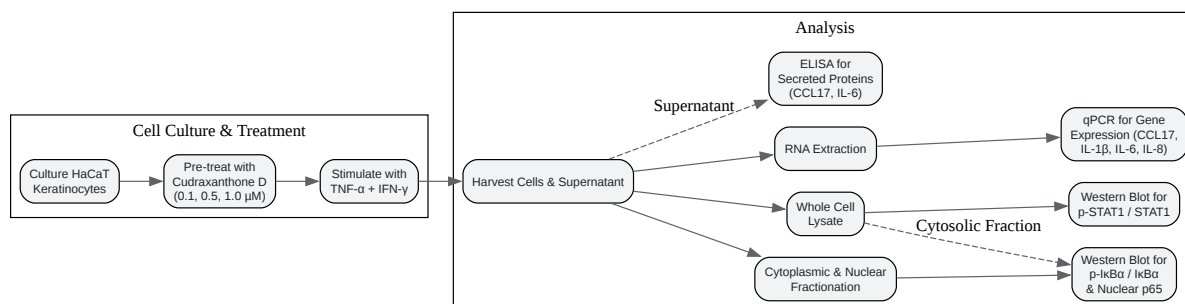 Analysis
ELISA for
Secreted Proteins
(CCL17, IL-6)
Supernatant
Cell Culture & Treatment
Culture HaCaT
Keratinocytes
Pre-treat with
Cudraxanthone D
(0.1, 0.5, 1.0 µM)
Stimulate with
TNF-α + IFN-γ
Harvest Cells & Supernatant
RNA Extraction
qPCR for Gene
Expression (CCL17,
IL-1β, IL-6, IL-8)
Whole Cell
Lysate
Western Blot for
p-STAT1 / STAT1
Cytosolic Fraction
Cytoplasmic & Nuclear
Fractionation
Western Blot for
p-IκBα / IκBα
& Nuclear p65